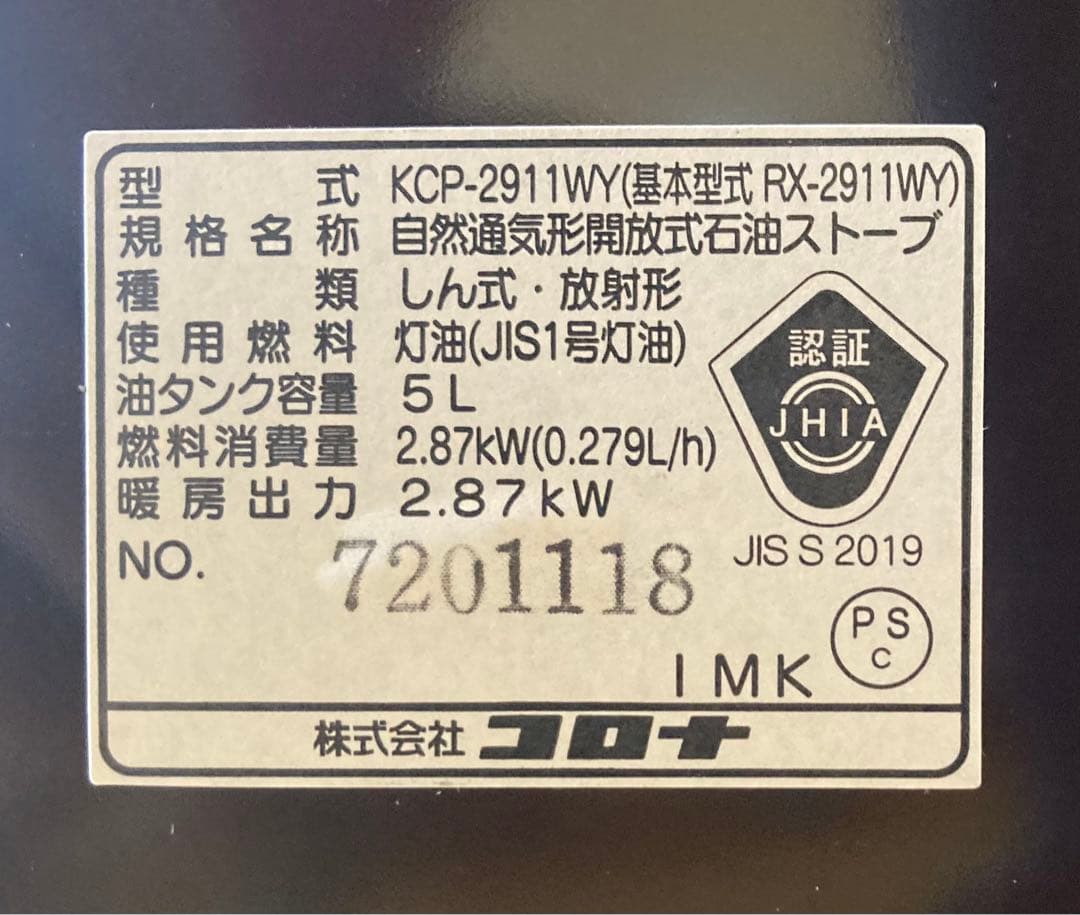 型式 KCP-2911WY(基本型式 RX-2911WY)
規格名称 自然通気形開放式石油ストーブ
種類 しん式・放射形
使用燃料 灯油(JIS1号灯油)
油タンク容量 5L
燃料消費量 2.87kW(0.279L/h)
暖房出力 2.87kW
認証
JHIA
JIS S 2019
NO. 7201118
PS
C
IMK
株式会社 コロナ